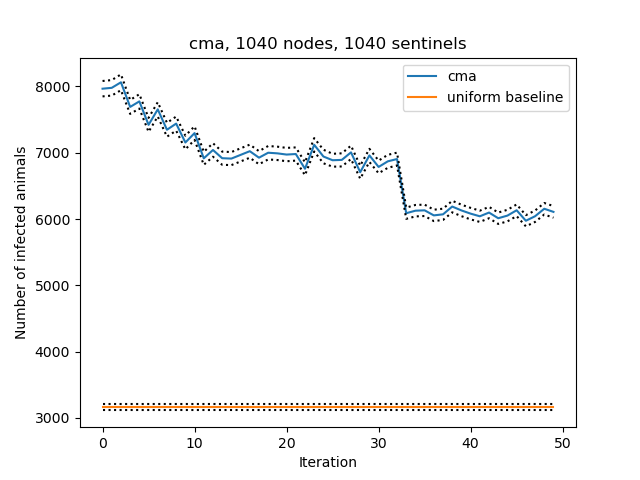 cma, 1040 nodes, 1040 sentinels
cma
uniform baseline
Number of infected animals
8000
7000
6000
5000
4000
3000
0 10 20 30 40 50
Iteration